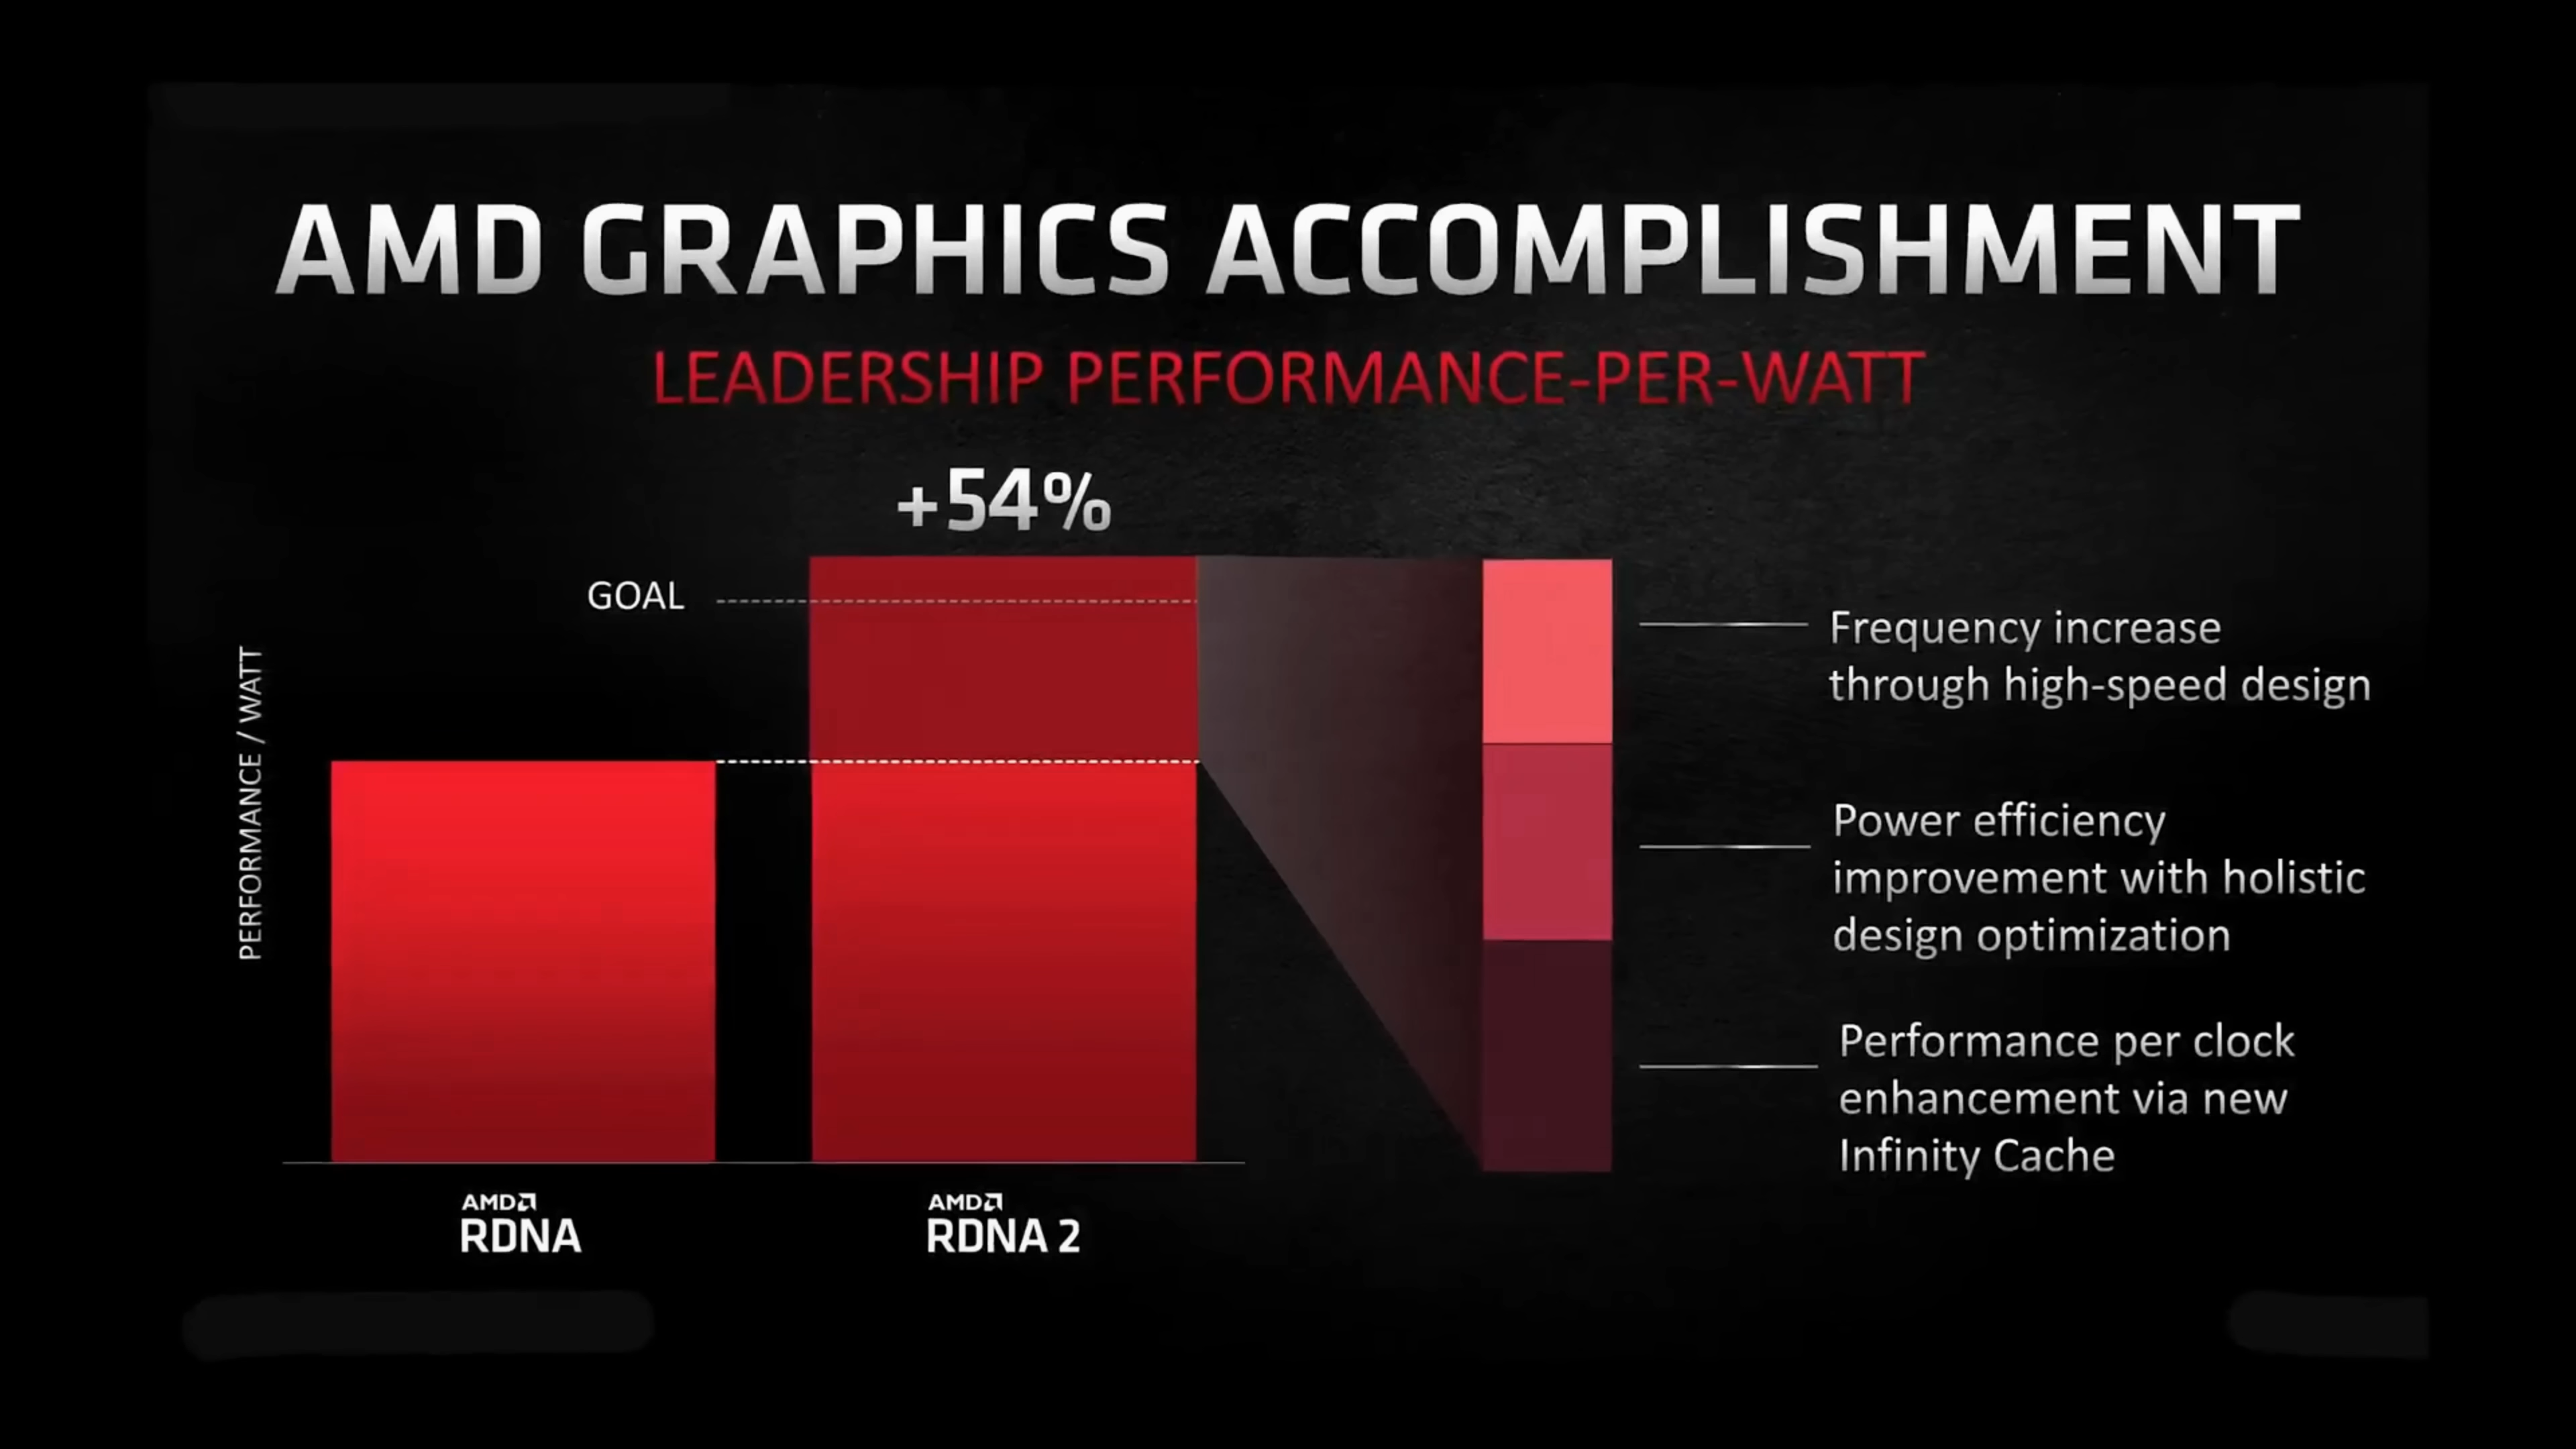 AMD GRAPHICS ACCOMPLISHMENT
LEADERSHIP PERFORMANCE-PER-WATT
+54%
GOAL
PERFORMANCE / WATT
Frequency increase
through high-speed design
Power efficiency
improvement with holistic
design optimization
Performance per clock
enhancement via new
Infinity Cache
AMD
RDNA
AMD
RDNA 2